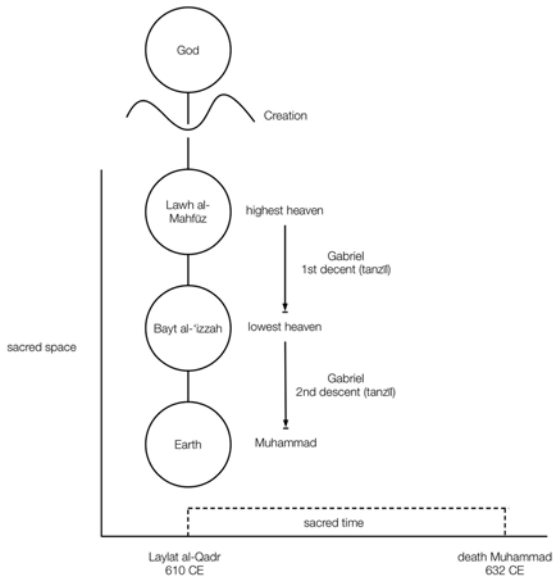 God
Creation
Lawh al-
Mahfūz
highest heaven
Gabriel
1st decent (tanzīl)
sacred space
Bayt al-'izzah
lowest heaven
Gabriel
2nd descent (tanzīl)
Earth
Muhammad
sacred time
Laylat al-Qadr
610 CE
death Muhammad
632 CE